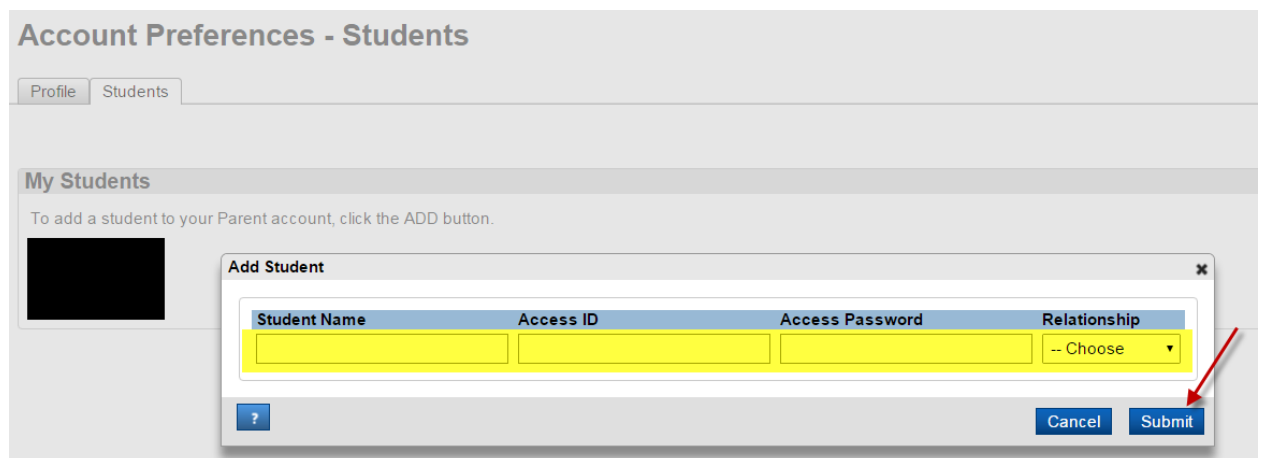 Account Preferences - Students
Profile Students
My Students
To add a student to your Parent account, click the ADD button.
Add Student
Student Name Access ID Access Password Relationship
-- Choose
? Cancel Submit